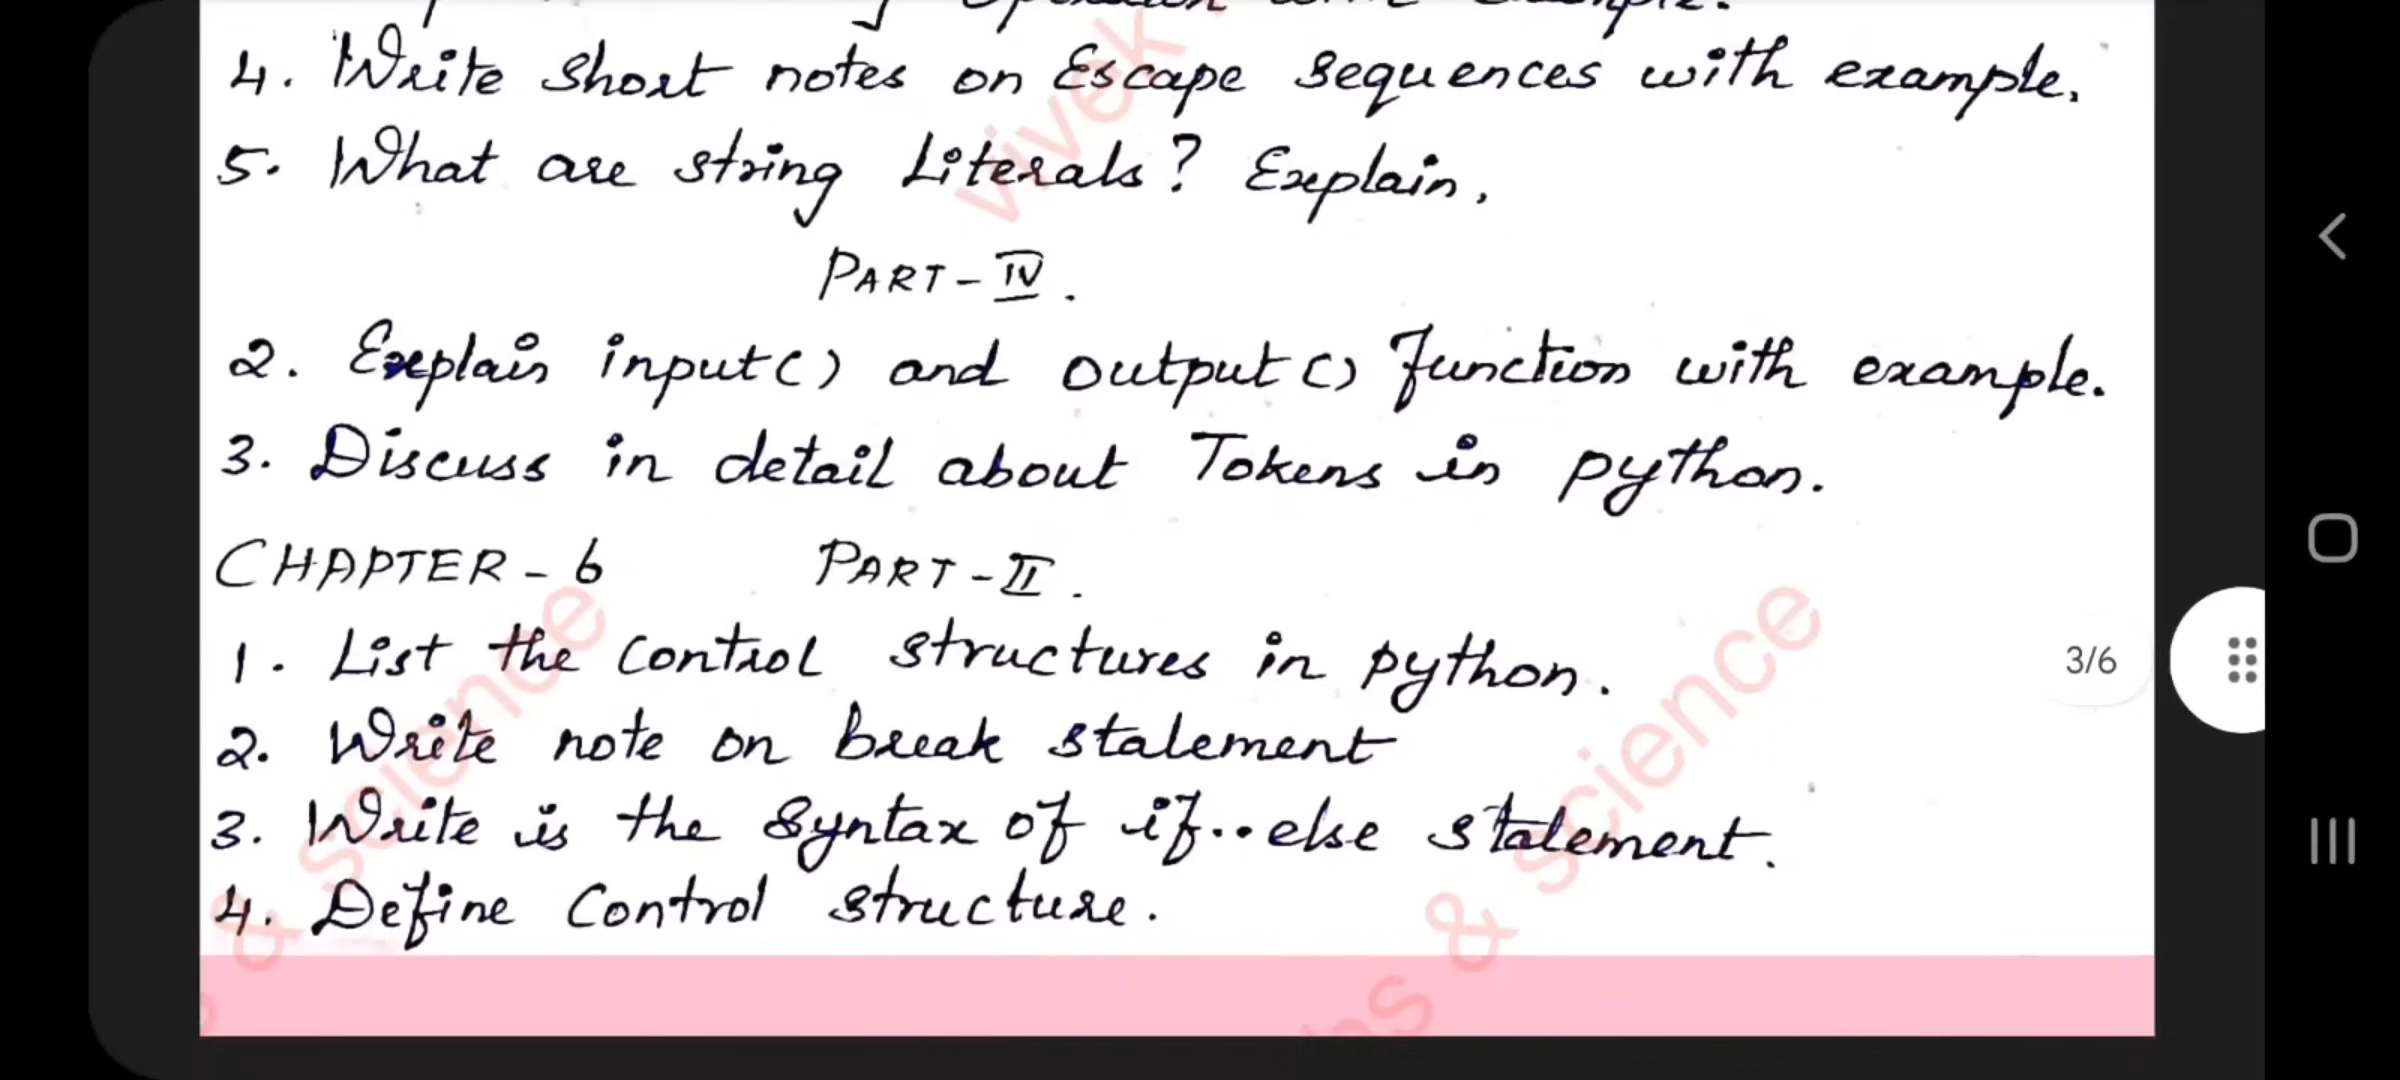 4. Write short notes on Escape sequences with example.
5. What are string Literals? Explain.
PART-IV.
2. Explain input() and output() function with example.
3. Discuss in detail about Tokens in python.
CHAPTER-6 PART-II.
1. List the control structures in python.
2. Write note on break statement
3. Write is the syntax of if..else statement.
4. Define control structure.
3/6
vivek
& science
& science